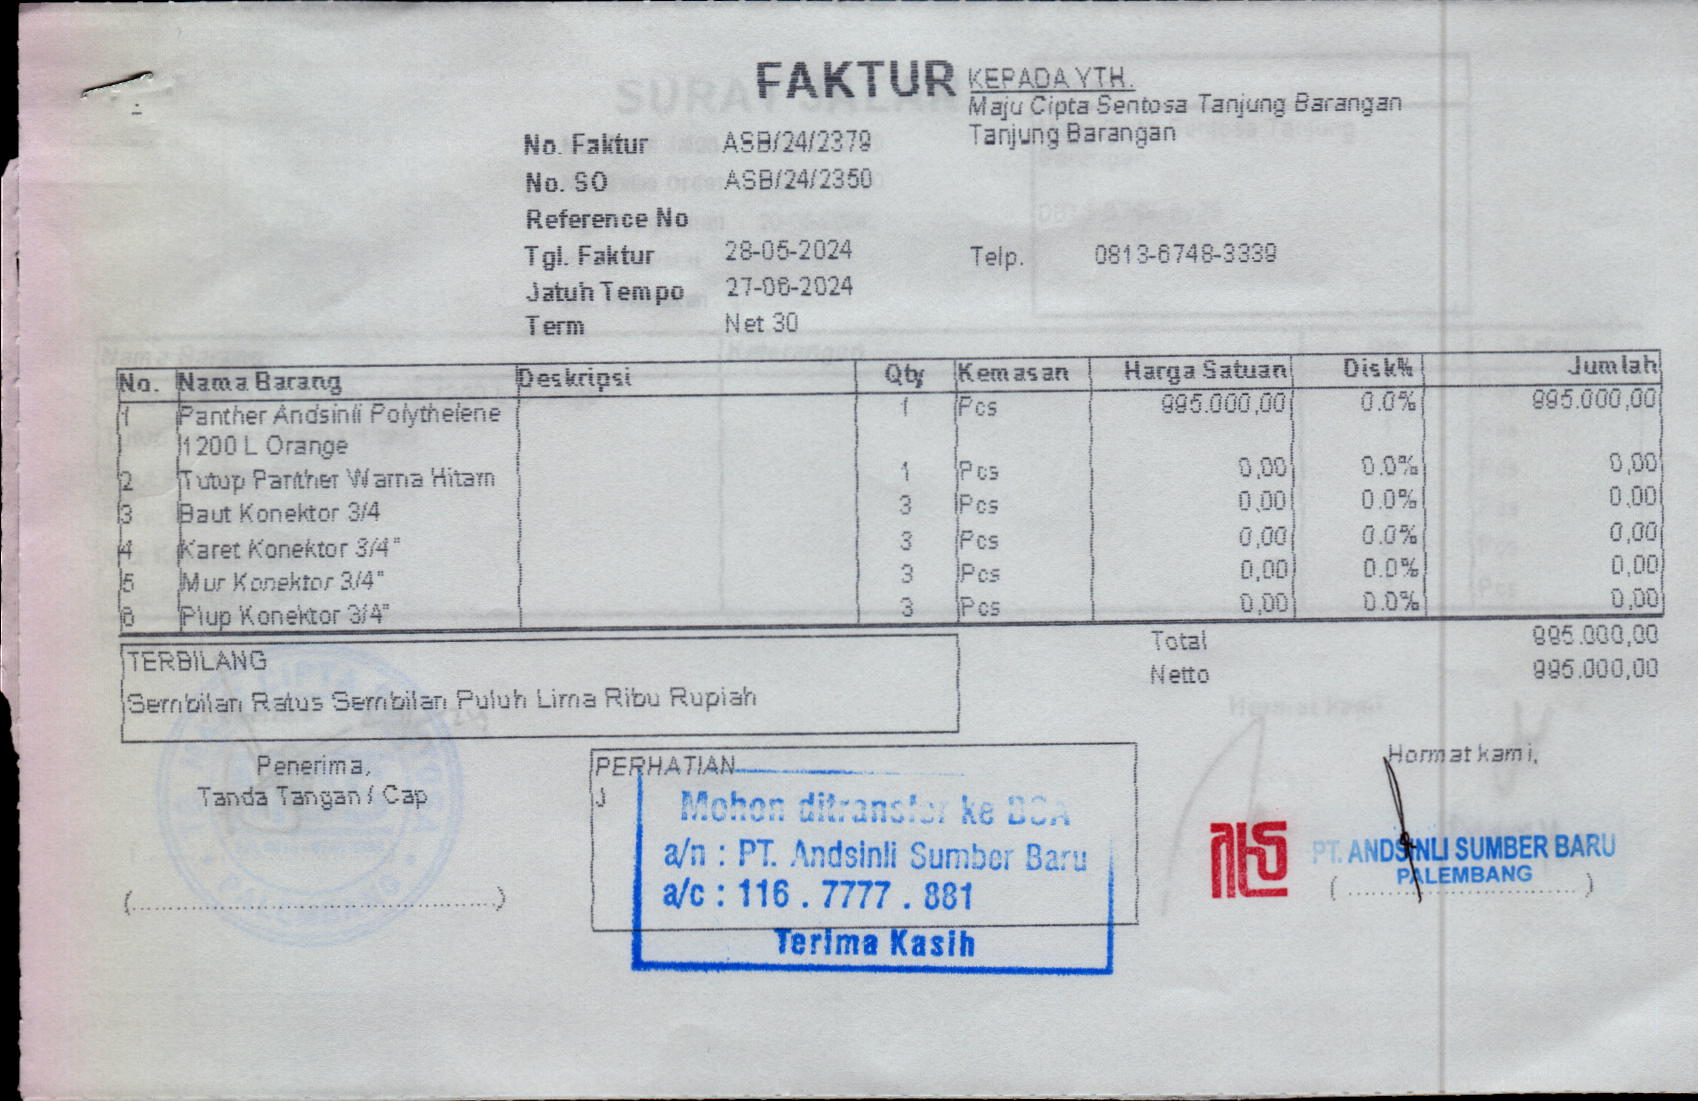 FAKTUR
KEPADA YTH.
Maju Cipta Sentosa Tanjung Barangan
Tanjung Barangan
No. Faktur ASB/24/2379
No. SO ASB/24/2350
Reference No
Tgl. Faktur 28-05-2024
Telp. 0813-6748-3339
Jatuh Tempo 27-06-2024
Term Net 30
No. Nama Barang Deskripsi Qty Kemasan Harga Satuan Disk% Jumlah
1 Panther Andsinli Polythelene 1 Pcs 995.000,00 0.0% 995.000,00
1200 L Orange
2 Tutup Panther Warna Hitam 1 Pcs 0,00 0.0% 0,00
3 Baut Konektor 3/4 3 Pcs 0,00 0.0% 0,00
4 Karet Konektor 3/4" 3 Pcs 0,00 0.0% 0,00
5 Mur Konektor 3/4" 3 Pcs 0,00 0.0% 0,00
6 Plup Konektor 3/4" 3 Pcs 0,00 0.0% 0,00
Total 995.000,00
Netto 995.000,00
TERBILANG
Sembilan Ratus Sembilan Puluh Lima Ribu Rupiah
Penerima,
Tanda Tangan / Cap
(..........)
PERHATIAN
J
Mohon ditransfer ke BCA
a/n : PT. Andsinli Sumber Baru
a/c : 116 . 7777 . 881
Terima Kasih
Hormat kami,
PT. ANDSINLI SUMBER BARU
PALEMBANG
(..........)